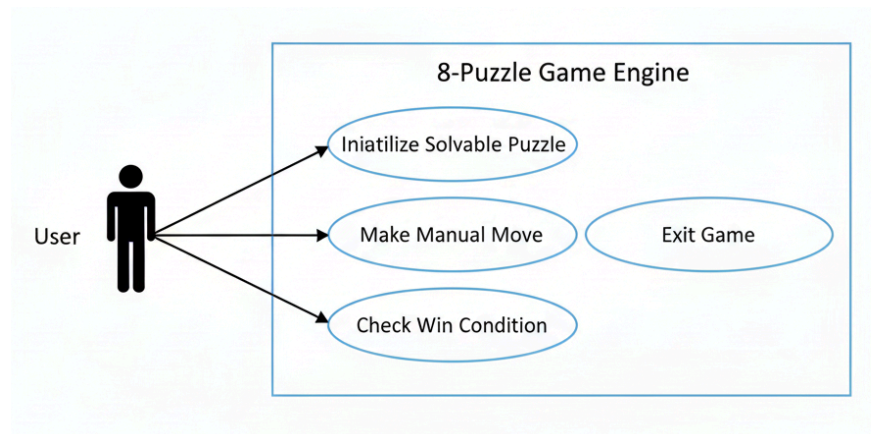 8-Puzzle Game Engine
Iniatilize Solvable Puzzle
User
Make Manual Move
Exit Game
Check Win Condition